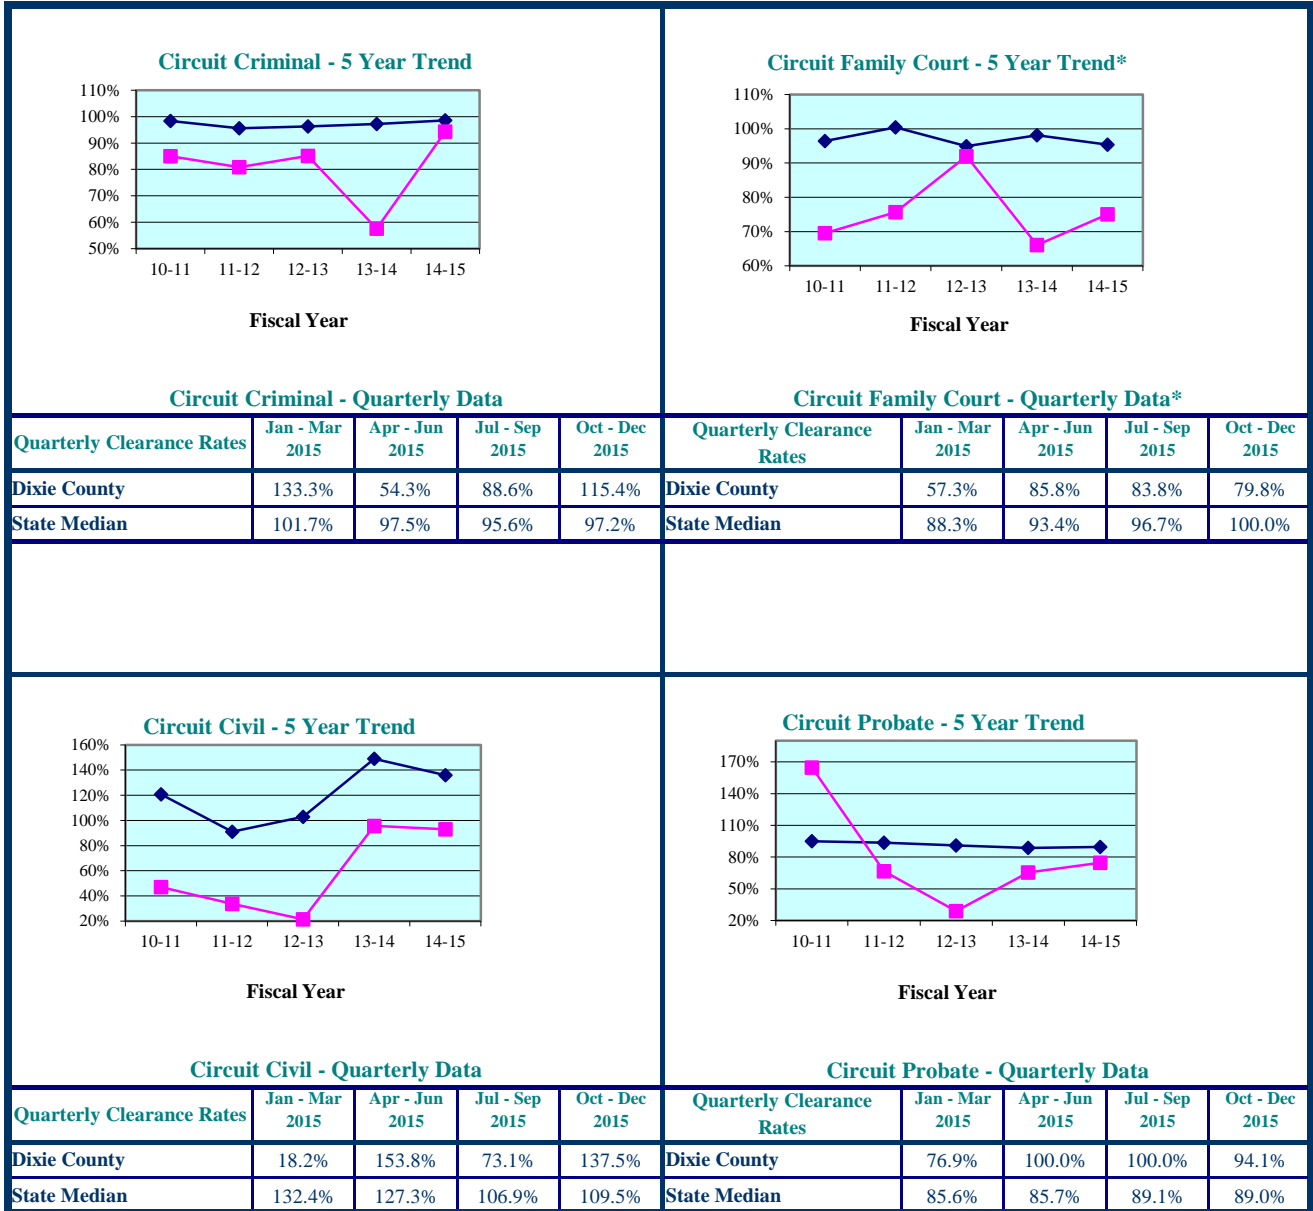 Circuit Criminal - 5 Year Trend
110%
100%
90%
80%
70%
60%
50%
10-11 11-12 12-13 13-14 14-15
Fiscal Year
Circuit Criminal - Quarterly Data
Quarterly Clearance Rates Jan - Mar 2015 Apr - Jun 2015 Jul - Sep 2015 Oct - Dec 2015
Dixie County 133.3% 54.3% 88.6% 115.4%
State Median 101.7% 97.5% 95.6% 97.2%
Circuit Family Court - 5 Year Trend*
110%
100%
90%
80%
70%
60%
10-11 11-12 12-13 13-14 14-15
Fiscal Year
Circuit Family Court - Quarterly Data*
Quarterly Clearance Rates Jan - Mar 2015 Apr - Jun 2015 Jul - Sep 2015 Oct - Dec 2015
Dixie County 57.3% 85.8% 83.8% 79.8%
State Median 88.3% 93.4% 96.7% 100.0%
Circuit Civil - 5 Year Trend
160%
140%
120%
100%
80%
60%
40%
20%
10-11 11-12 12-13 13-14 14-15
Fiscal Year
Circuit Civil - Quarterly Data
Quarterly Clearance Rates Jan - Mar 2015 Apr - Jun 2015 Jul - Sep 2015 Oct - Dec 2015
Dixie County 18.2% 153.8% 73.1% 137.5%
State Median 132.4% 127.3% 106.9% 109.5%
Circuit Probate - 5 Year Trend
170%
140%
110%
80%
50%
20%
10-11 11-12 12-13 13-14 14-15
Fiscal Year
Circuit Probate - Quarterly Data
Quarterly Clearance Rates Jan - Mar 2015 Apr - Jun 2015 Jul - Sep 2015 Oct - Dec 2015
Dixie County 76.9% 100.0% 100.0% 94.1%
State Median 85.6% 85.7% 89.1% 89.0%